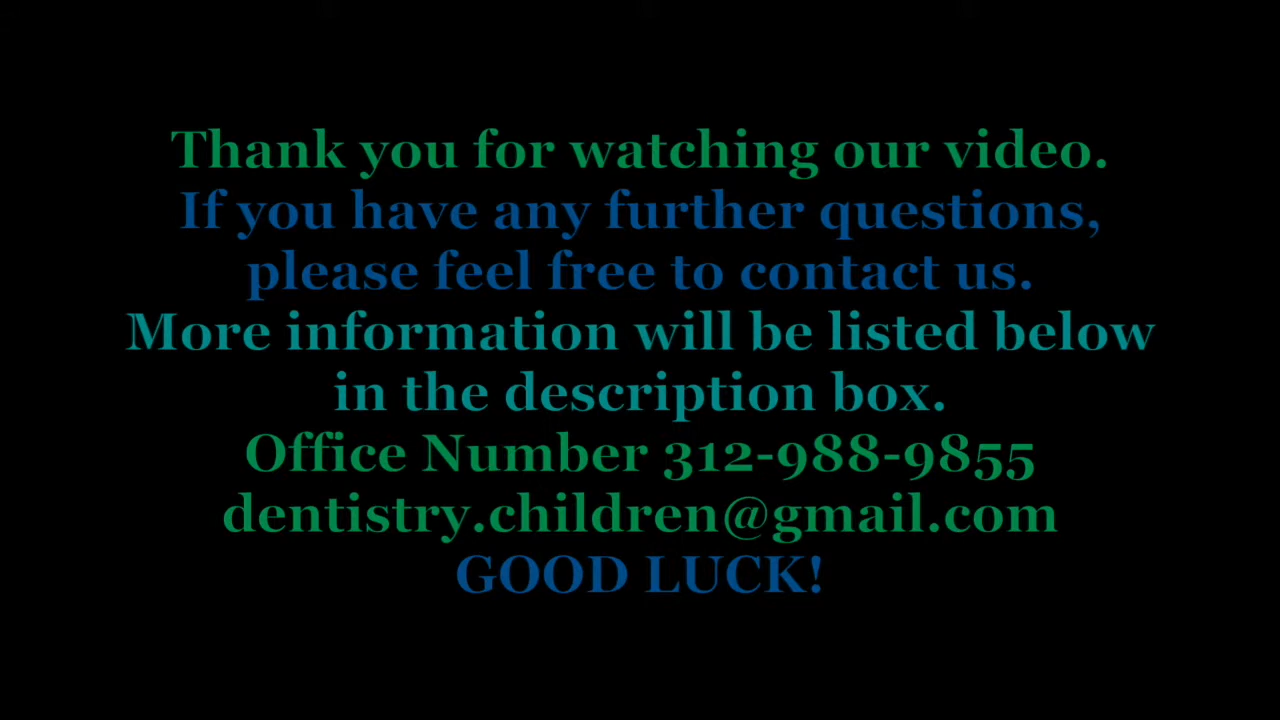 Thank you for watching our video.
If you have any further questions,
please feel free to contact us.
More information will be listed below
in the description box.
Office Number 312-988-9855
dentistry.children@gmail.com
GOOD LUCK!